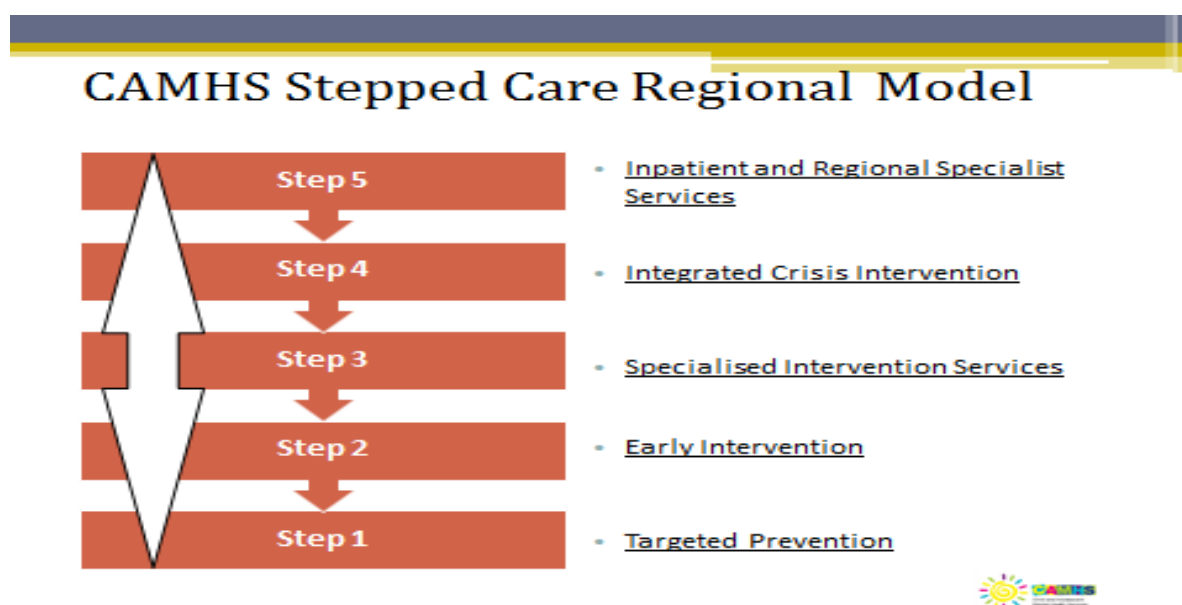 CAMHS Stepped Care Regional Model
Step 5
• Inpatient and Regional Specialist
Services
Step 4
• Integrated Crisis Intervention
Step 3
• Specialised Intervention Services
Step 2
• Early Intervention
Step 1
• Targeted Prevention
CAMHS